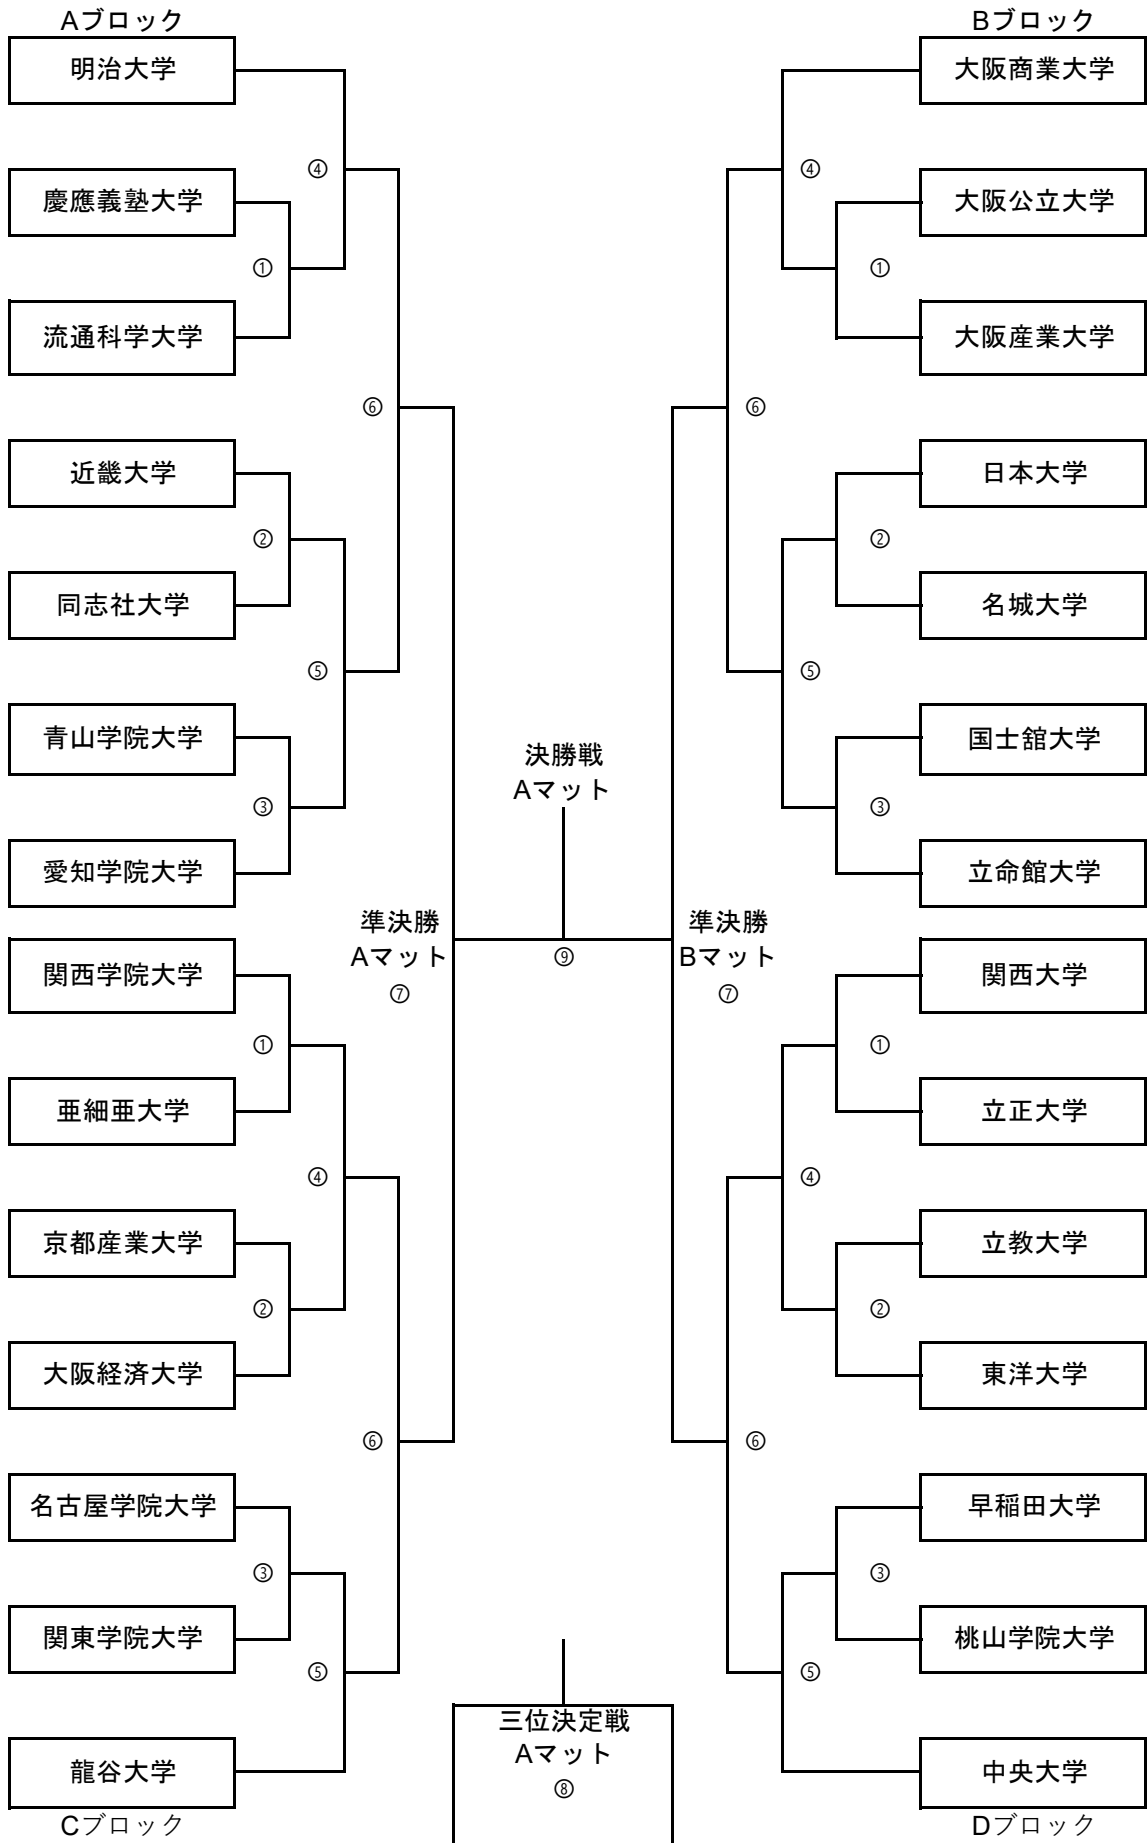 Aブロック
明治大学
④
慶應義塾大学
①
流通科学大学
⑥
近畿大学
②
同志社大学
⑤
青山学院大学
③
愛知学院大学
準決勝
Aマット
⑦
関西学院大学
①
亜細亜大学
④
京都産業大学
②
大阪経済大学
⑥
名古屋学院大学
③
関東学院大学
⑤
龍谷大学
Cブロック
決勝戦
Aマット
⑨
三位決定戦
Aマット
⑧
Bブロック
大阪商業大学
④
大阪公立大学
①
大阪産業大学
⑥
日本大学
②
名城大学
⑤
国士舘大学
③
立命館大学
準決勝
Bマット
⑦
関西大学
①
立正大学
④
立教大学
②
東洋大学
⑥
早稲田大学
③
桃山学院大学
⑤
中央大学
Dブロック